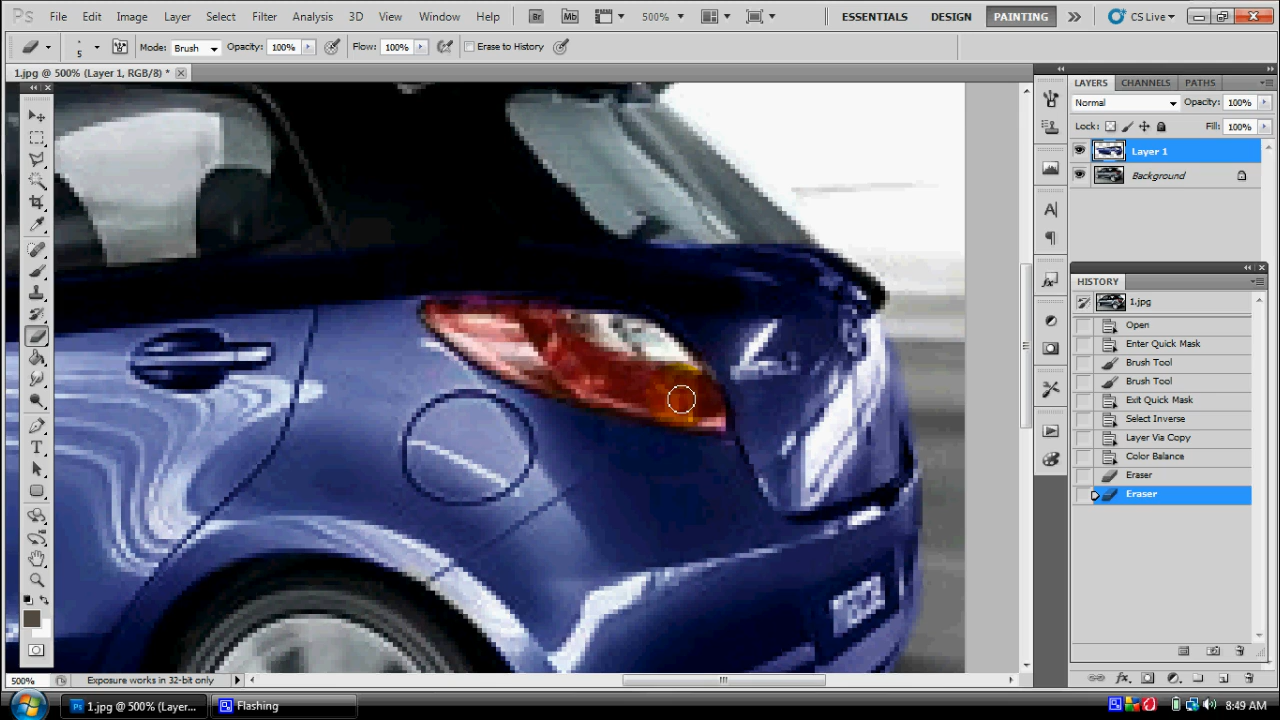 Ps File Edit Image Layer Select Filter Analysis 3D View Window Help Br Mb 500% ESSENTIALS DESIGN PAINTING CS Live
5 Mode: Brush Opacity: 100% Flow: 100% Erase to History
1.jpg @ 500% (Layer 1, RGB/8) *
LAYERS CHANNELS PATHS
Normal Opacity: 100%
Lock: Fill: 100%
Layer 1
Background
HISTORY
1.jpg
Open
Enter Quick Mask
Brush Tool
Brush Tool
Exit Quick Mask
Select Inverse
Layer Via Copy
Color Balance
Eraser
Eraser
500% Exposure works in 32-bit only
Ps 1.jpg @ 500% (Layer... Flashing 8:49 AM